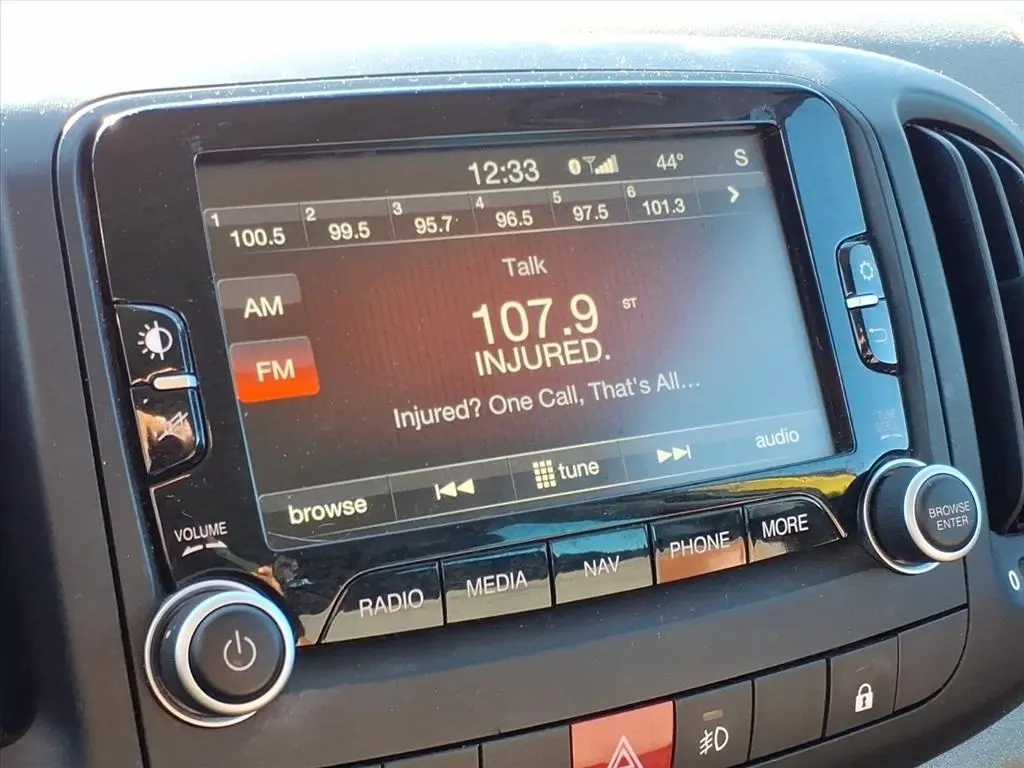 12:33 44° S
1 100.5 2 99.5 3 95.7 4 96.5 5 97.5 6 101.3
Talk
AM
107.9 ST
INJURED.
FM
Injured? One Call, That's All...
browse tune audio
VOLUME
RADIO MEDIA NAV PHONE MORE
BROWSE
ENTER
0